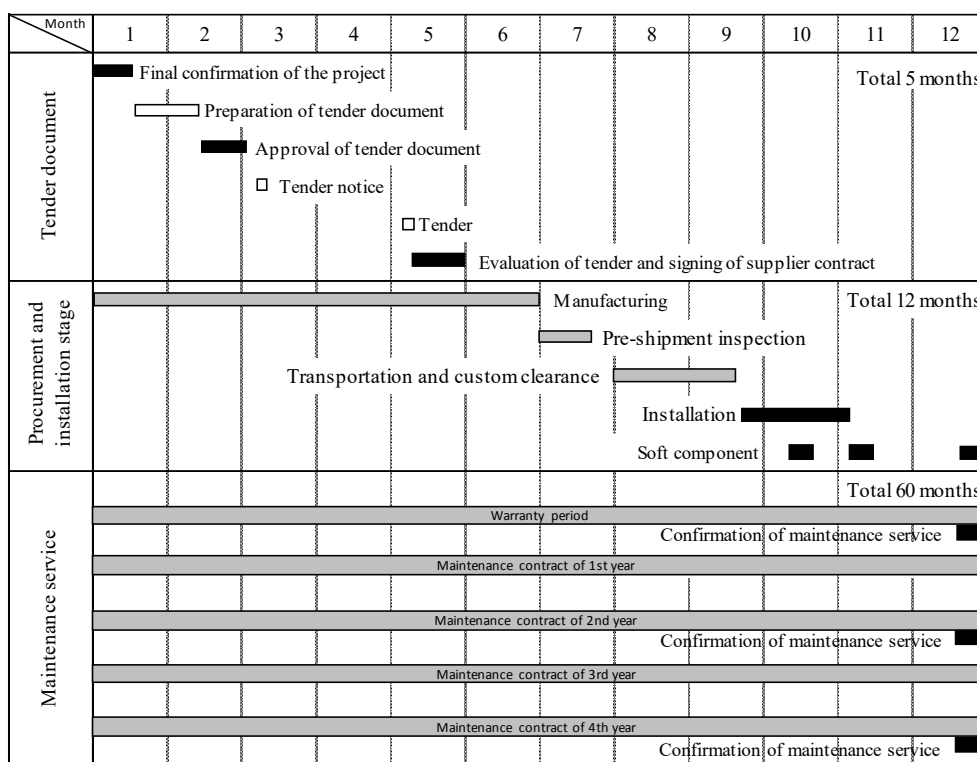 Month
1 2 3 4 5 6 7 8 9 10 11 12
Tender document
Final confirmation of the project
Total 5 months
Preparation of tender document
Approval of tender document
Tender notice
Tender
Evaluation of tender and signing of supplier contract
Procurement and
installation stage
Manufacturing
Total 12 months
Pre-shipment inspection
Transportation and custom clearance
Installation
Soft component
Maintenance service
Total 60 months
Warranty period
Confirmation of maintenance service
Maintenance contract of 1st year
Maintenance contract of 2nd year
Confirmation of maintenance service
Maintenance contract of 3rd year
Maintenance contract of 4th year
Confirmation of maintenance service